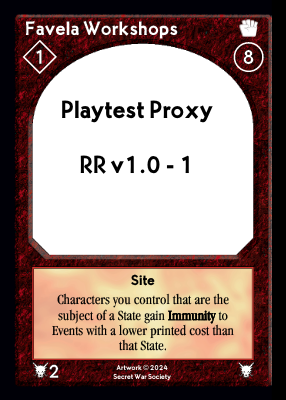 Favela Workshops
1
8
Playtest Proxy
RR v1.0 - 1
Site
Characters you control that are the
subject of a State gain Immunity to
Events with a lower printed cost than
that State.
2
Artwork © 2024
Secret War Society